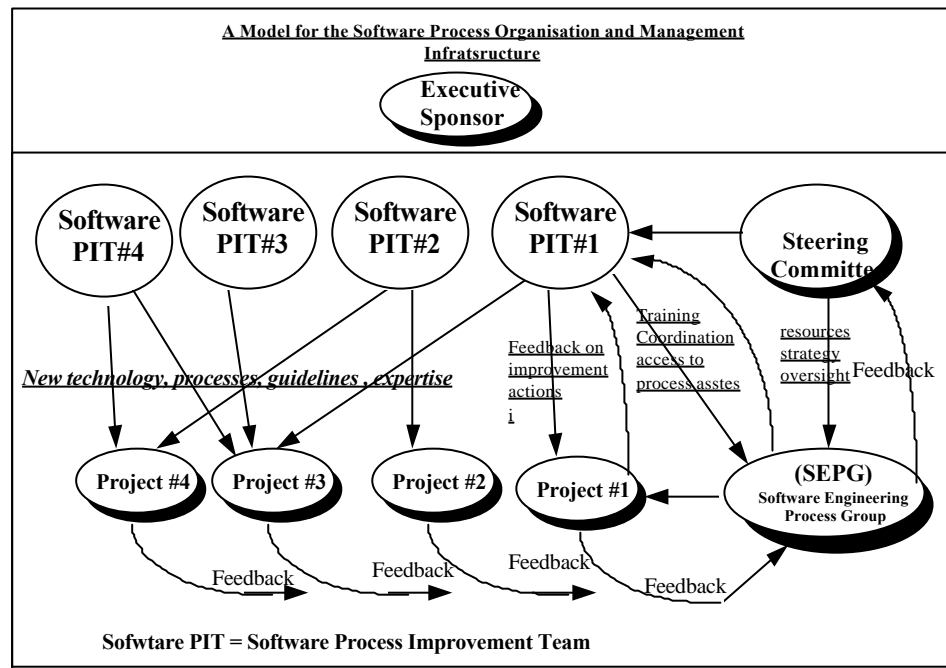 A Model for the Software Process Organisation and Management
Infratsructure
Executive
Sponsor
Software
PIT#4
Software
PIT#3
Software
PIT#2
Software
PIT#1
Steering
Committe
Feedback on
improvement
actions
i
Training
Coordination
access to
process asstes
resources
strategy
oversight
Feedback
New technology, processes, guidelines , expertise
Project #4
Project #3
Project #2
Project #1
(SEPG)
Software Engineering
Process Group
Feedback
Feedback
Feedback
Feedback
Sofwtare PIT = Software Process Improvement Team